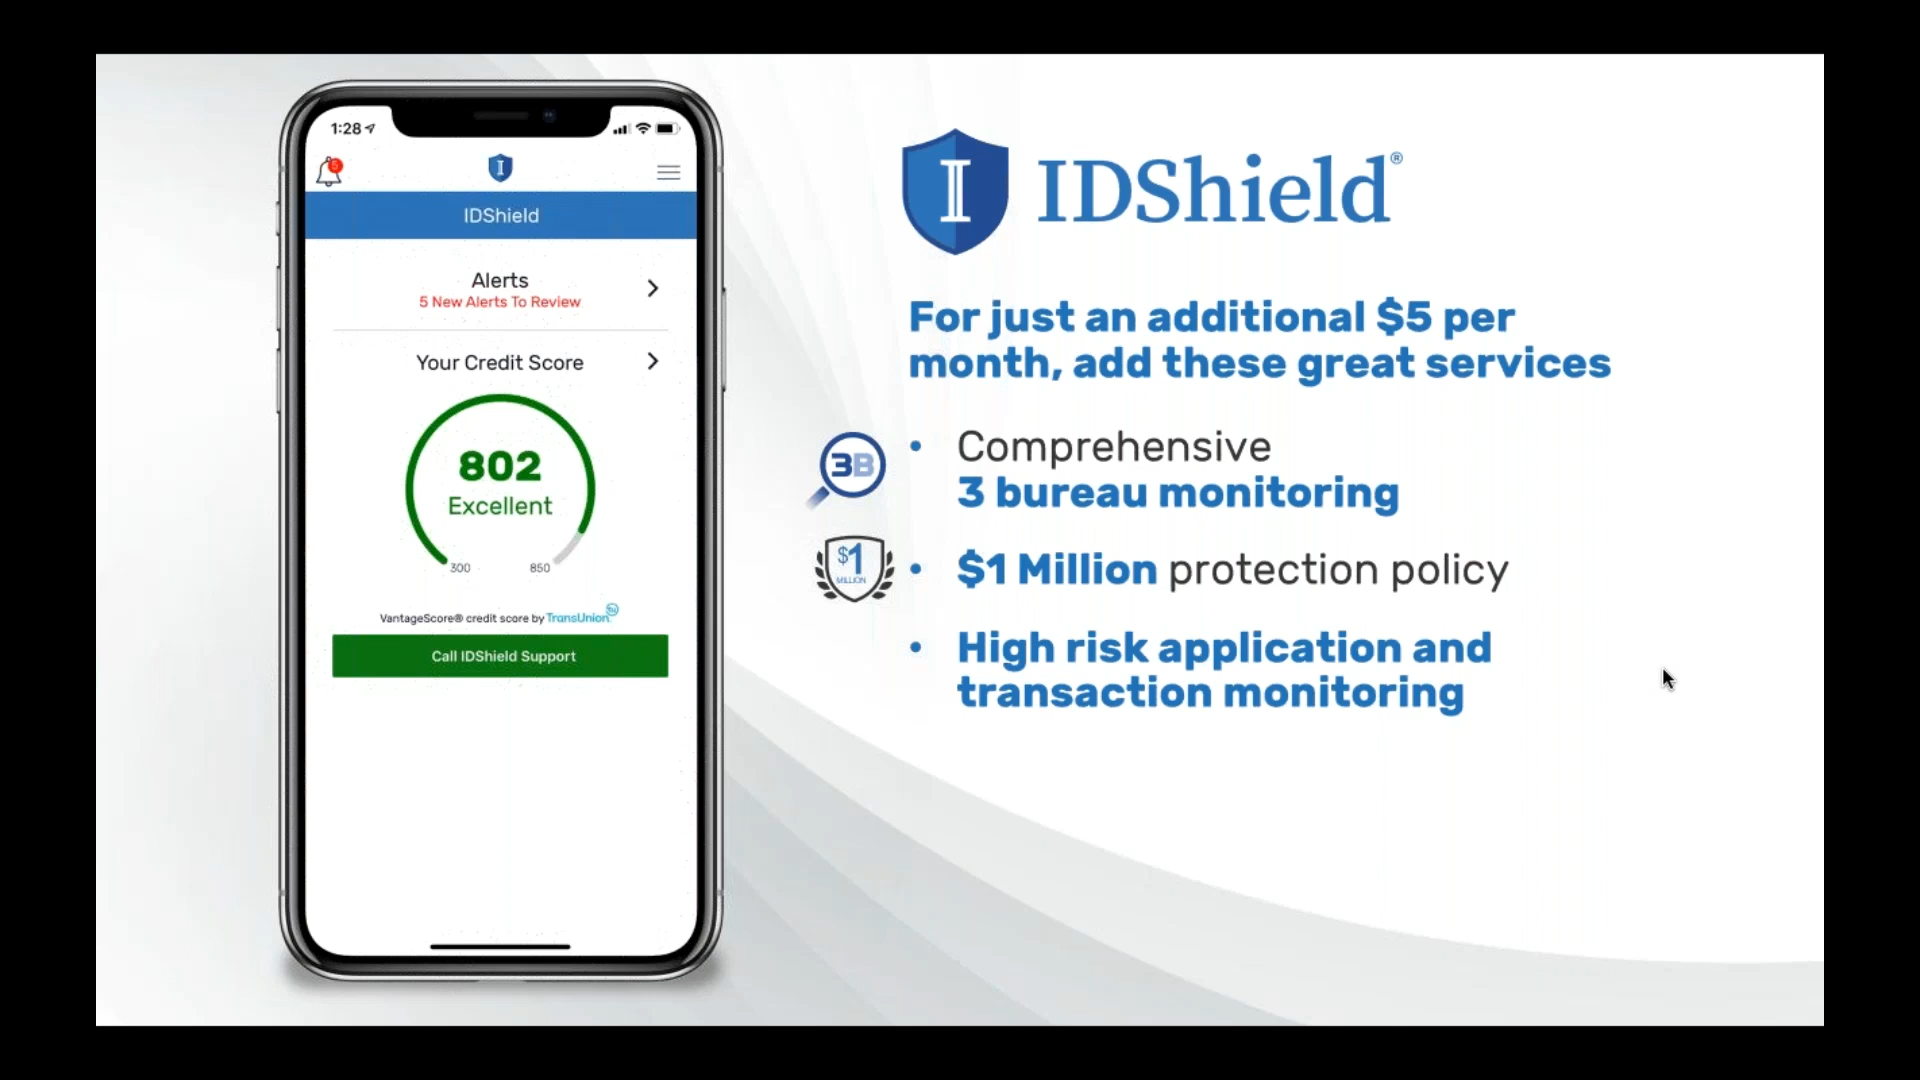 1:28
5
I
IDShield
Alerts
5 New Alerts To Review
Your Credit Score
802
Excellent
300 850
VantageScore® credit score by TransUnion
tu
Call IDShield Support
I IDShield®
For just an additional $5 per
month, add these great services
3B
• Comprehensive
3 bureau monitoring
$1
MILLION
• $1 Million protection policy
• High risk application and
transaction monitoring